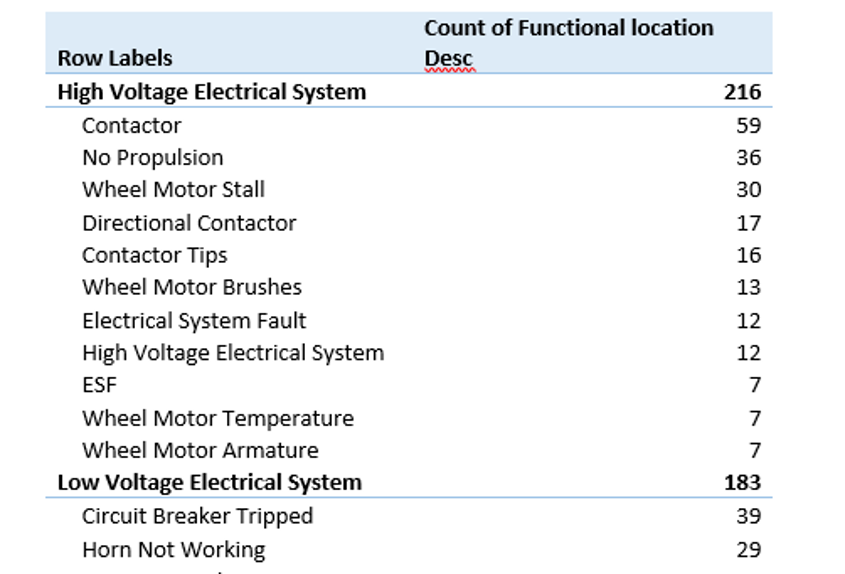 Row Labels Count of Functional location Desc
High Voltage Electrical System 216
Contactor 59
No Propulsion 36
Wheel Motor Stall 30
Directional Contactor 17
Contactor Tips 16
Wheel Motor Brushes 13
Electrical System Fault 12
High Voltage Electrical System 12
ESF 7
Wheel Motor Temperature 7
Wheel Motor Armature 7
Low Voltage Electrical System 183
Circuit Breaker Tripped 39
Horn Not Working 29